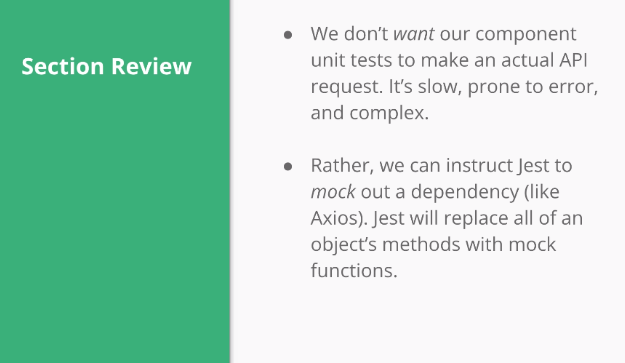 Section Review
● We don’t want our component
unit tests to make an actual API
request. It’s slow, prone to error,
and complex.
● Rather, we can instruct Jest to
mock out a dependency (like
Axios). Jest will replace all of an
object’s methods with mock
functions.